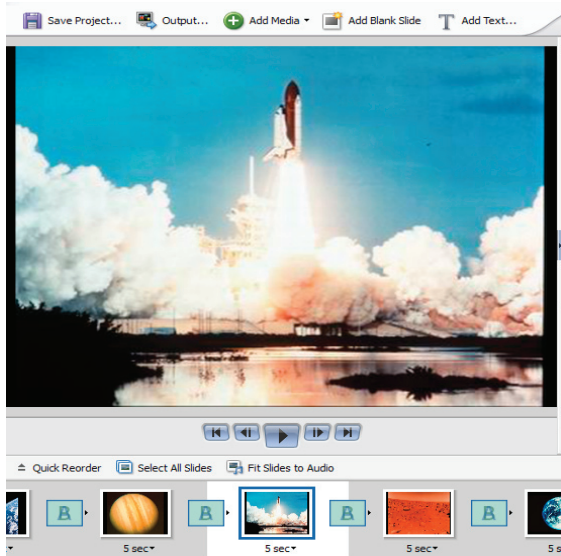 Save Project... Output... Add Media Add Blank Slide Add Text...
Quick Reorder Select All Slides Fit Slides to Audio
B B B B
5 sec 5 sec 5 sec 5 s